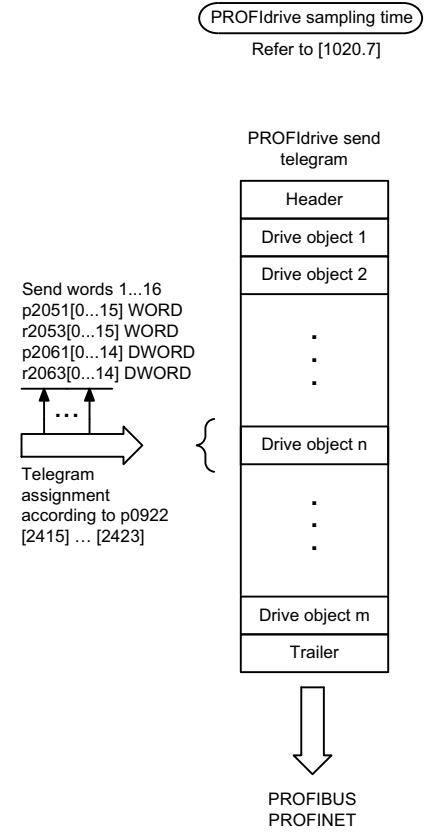 PROFIdrive sampling time
Refer to [1020.7]
PROFIdrive send
telegram
Header
Drive object 1
Drive object 2
Send words 1...16
p2051[0...15] WORD
r2053[0...15] WORD
p2061[0...14] DWORD
r2063[0...14] DWORD
...
Drive object n
Telegram
assignment
according to p0922
[2415] … [2423]
Drive object m
Trailer
PROFIBUS
PROFINET